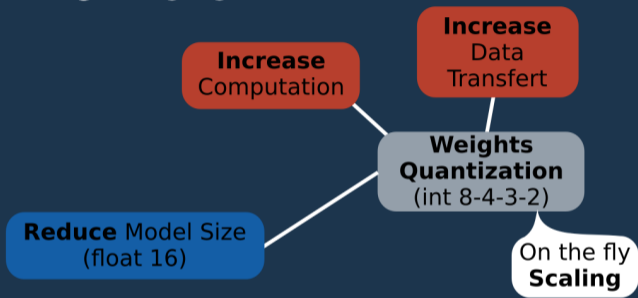 Increase
Data
Transfert
Increase
Computation
Weights
Quantization
(int 8-4-3-2)
Reduce Model Size
(float 16)
On the fly
Scaling